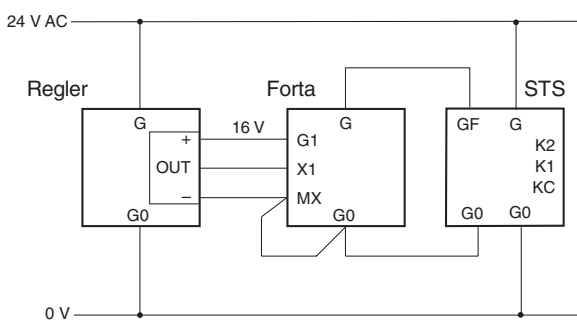 24 V AC
Regler
Forta
STS
G
G
GF
G
+
16 V
G1
K2
OUT
X1
K1
KC
–
MX
G0
G0
G0
G0
0 V